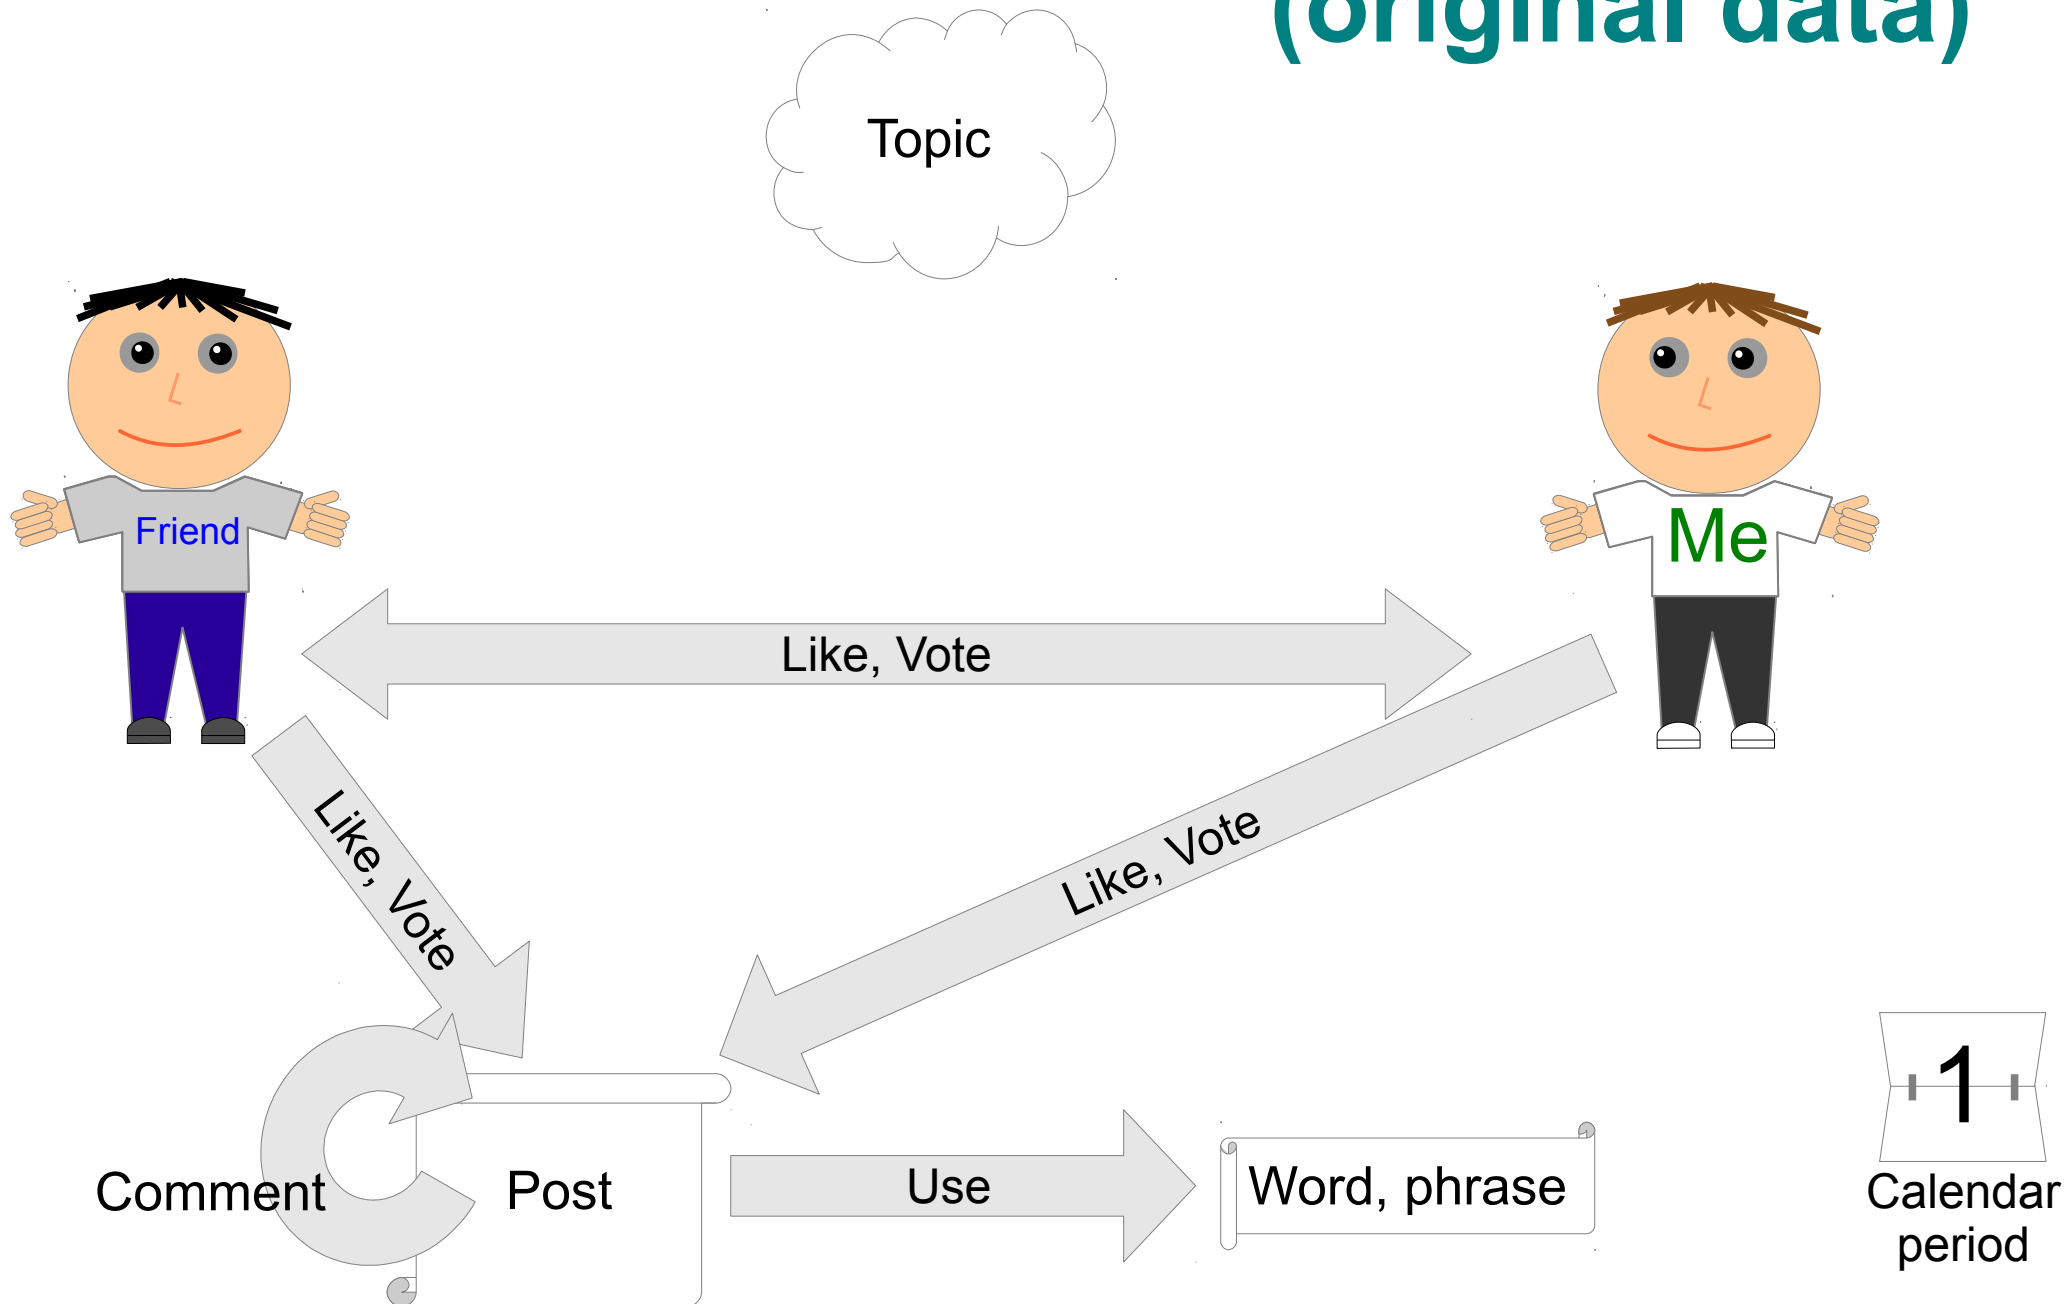 (original data)
Topic
Friend
Me
Like, Vote
Like, Vote
Like, Vote
Comment
Post
Use
Word, phrase
1
Calendar
period